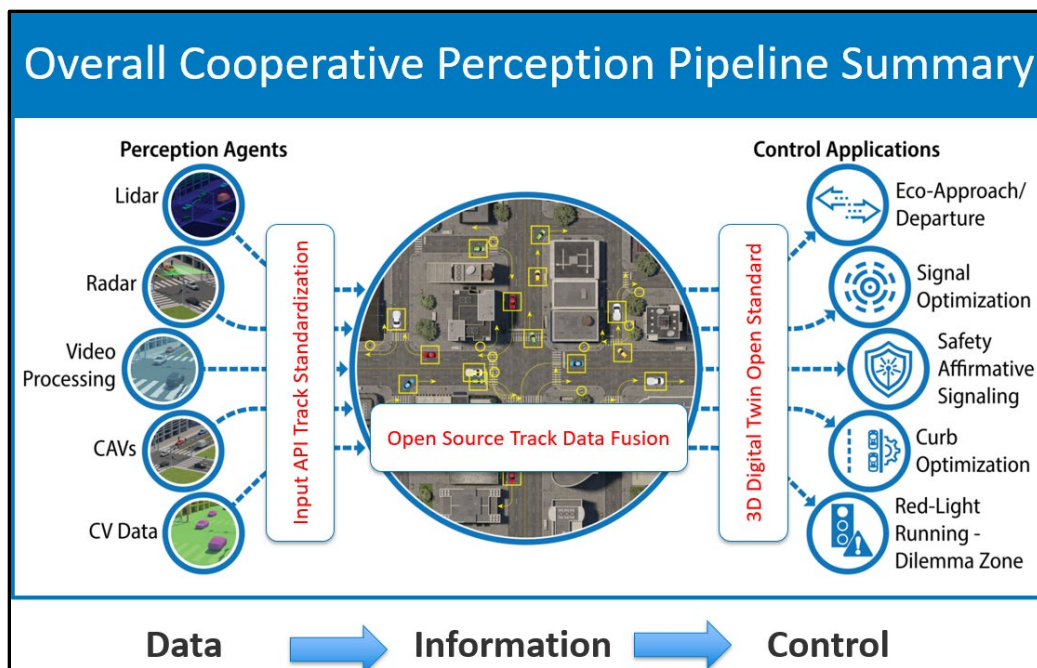 Overall Cooperative Perception Pipeline Summary
Perception Agents
Lidar
Radar
Video
Processing
CAVs
CV Data
Input API Track Standardization
Open Source Track Data Fusion
3D Digital Twin Open Standard
Control Applications
Eco-Approach/
Departure
Signal
Optimization
Safety
Affirmative
Signaling
Curb
Optimization
Red-Light
Running -
Dilemma Zone
Data
Information
Control